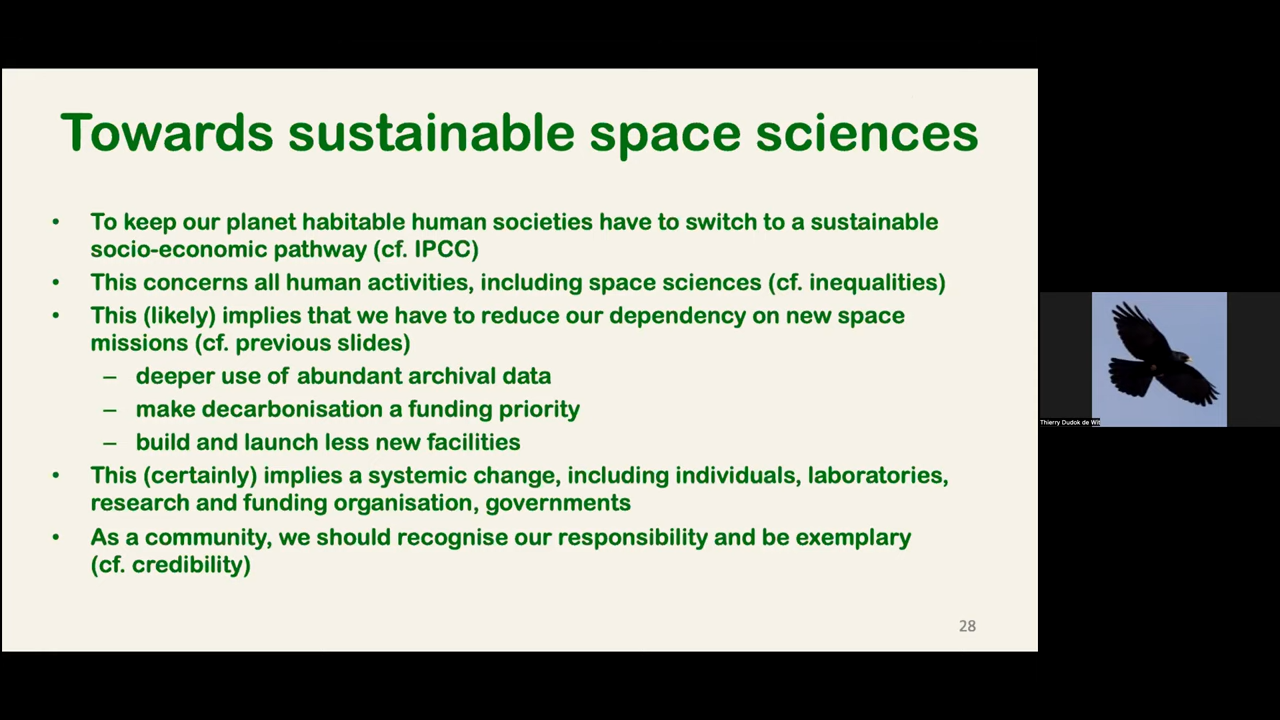 Towards sustainable space sciences
• To keep our planet habitable human societies have to switch to a sustainable
socio-economic pathway (cf. IPCC)
• This concerns all human activities, including space sciences (cf. inequalities)
• This (likely) implies that we have to reduce our dependency on new space
missions (cf. previous slides)
– deeper use of abundant archival data
– make decarbonisation a funding priority
– build and launch less new facilities
• This (certainly) implies a systemic change, including individuals, laboratories,
research and funding organisation, governments
• As a community, we should recognise our responsibility and be exemplary
(cf. credibility)
28
Thierry Dudok de Wit